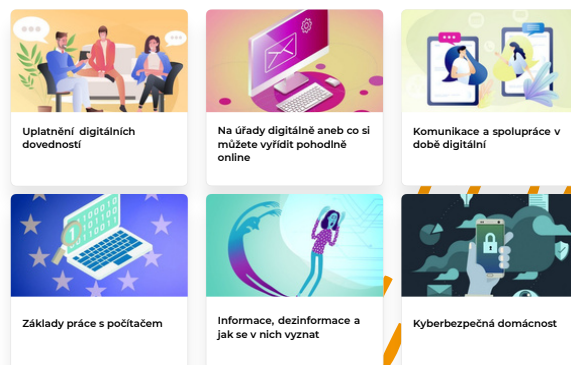 Uplatnění digitálních
dovedností
Na úřady digitálně aneb co si
můžete vyřídit pohodlně
online
Komunikace a spolupráce v
době digitální
Základy práce s počítačem
Informace, dezinformace a
jak se v nich vyznat
Kyberbezpečná domácnost